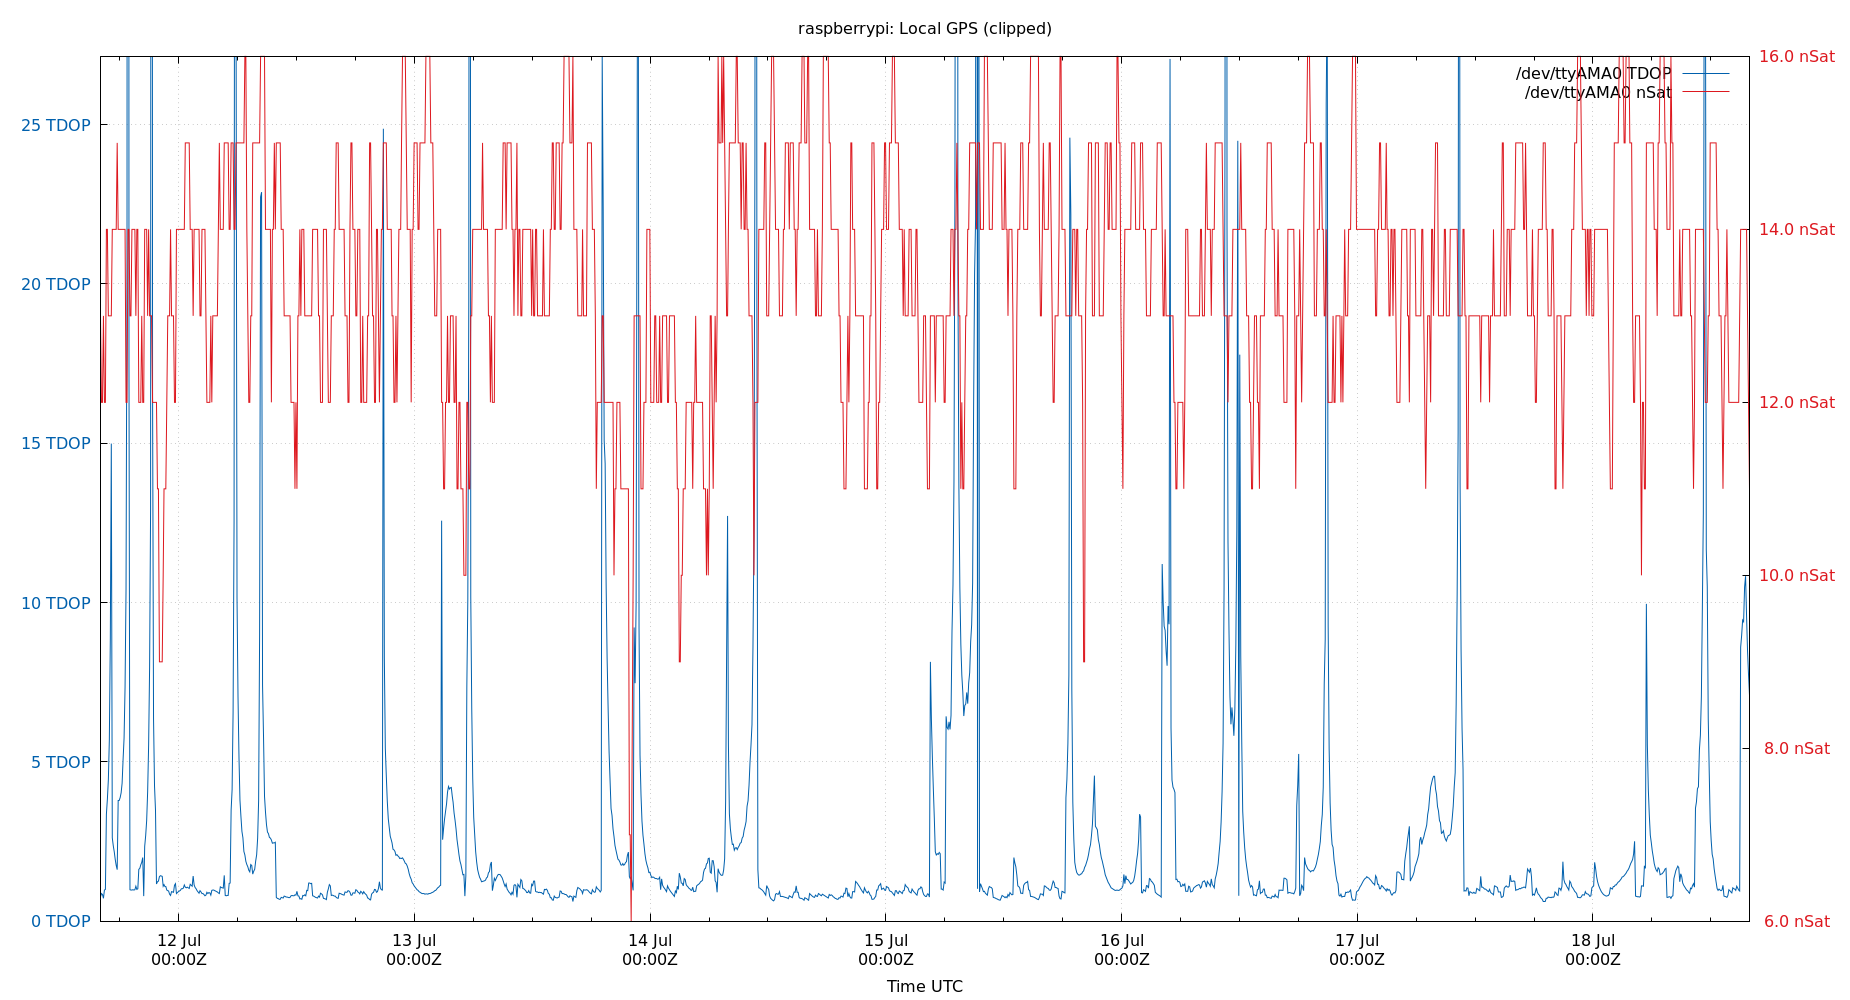 raspberrypi: Local GPS (clipped)
16.0 nSat
14.0 nSat
12.0 nSat
10.0 nSat
8.0 nSat
6.0 nSat
25 TDOP
20 TDOP
15 TDOP
10 TDOP
5 TDOP
0 TDOP
/dev/ttyAMA0 TDOP
/dev/ttyAMA0 nSat
12 Jul
00:00Z
13 Jul
00:00Z
14 Jul
00:00Z
15 Jul
00:00Z
16 Jul
00:00Z
17 Jul
00:00Z
18 Jul
00:00Z
Time UTC